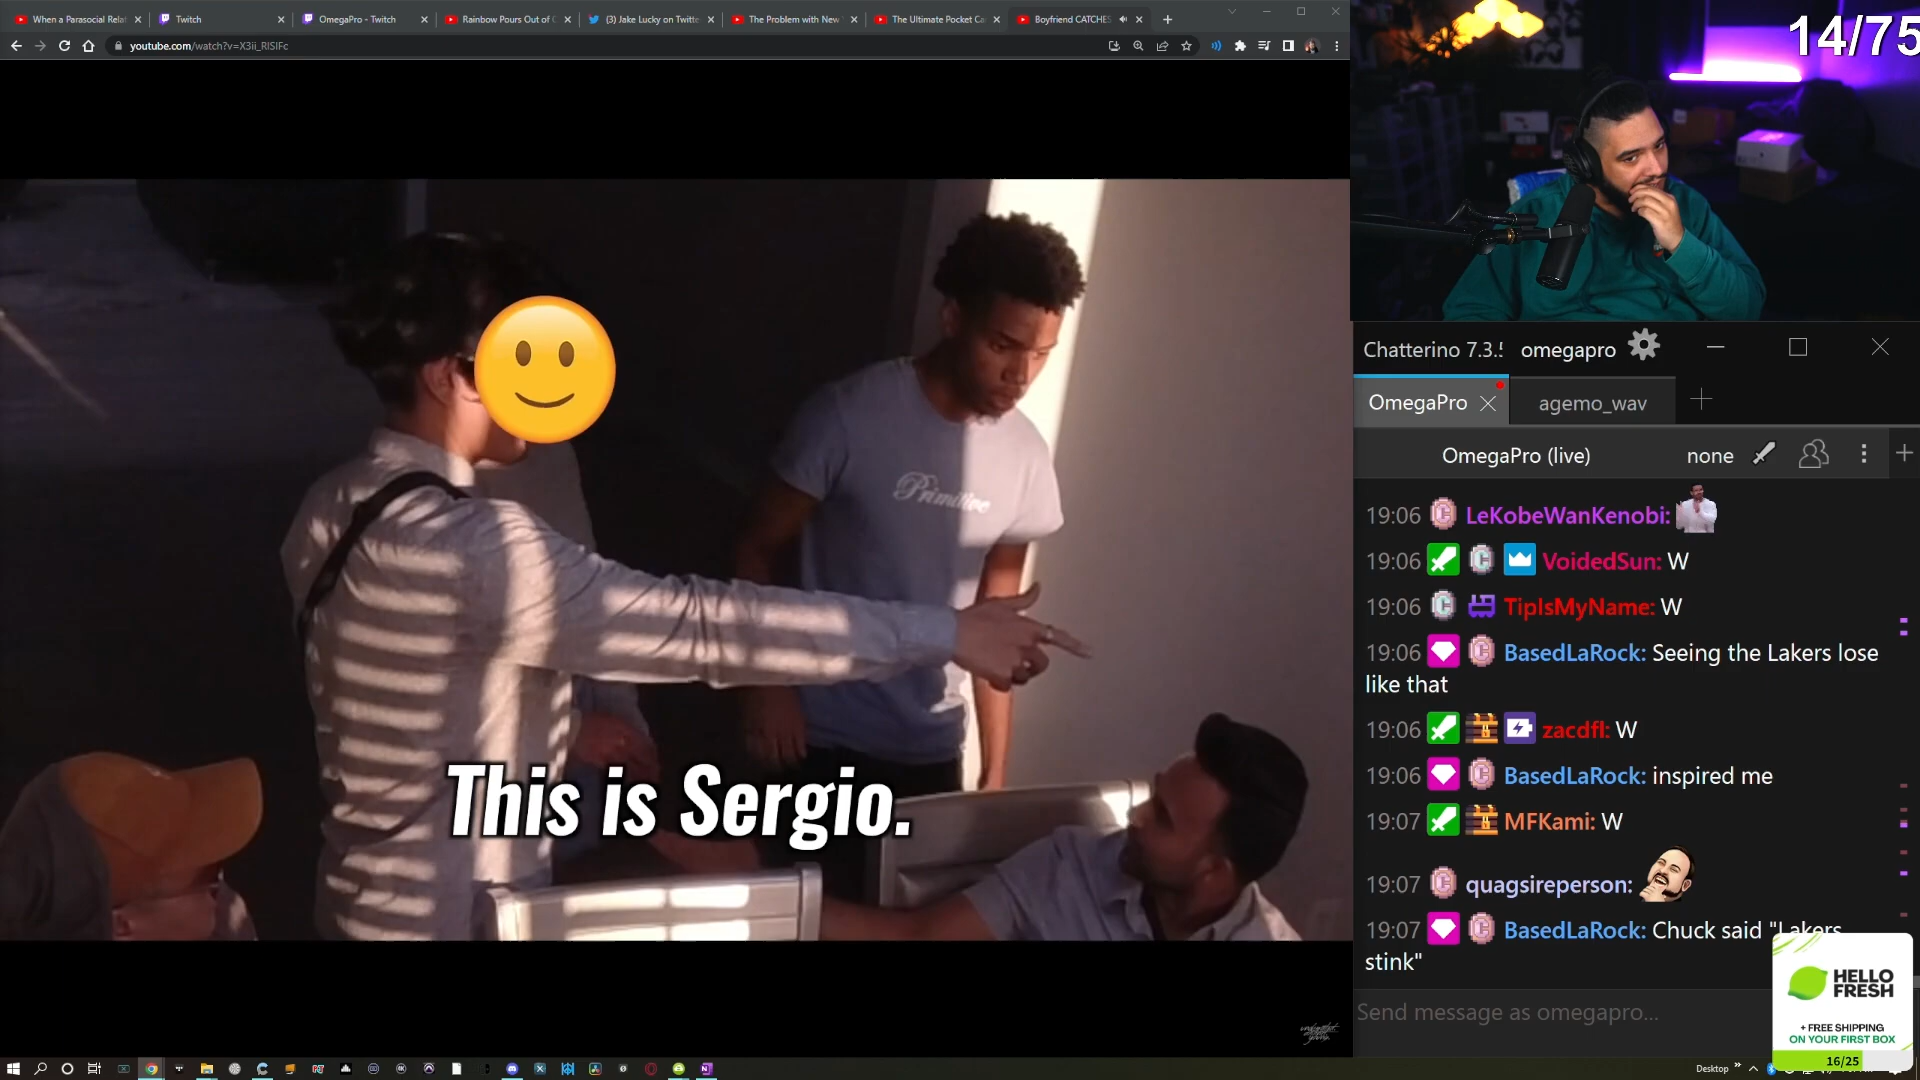 When a Parasocial Relat
Twitch
OmegaPro - Twitch
Rainbow Pours Out of
(3) Jake Lucky on Twitte
The Problem with New
The Ultimate Pocket Ca
Boyfriend CATCHES
youtube.com/watch?v=X3ii_RlSIFc
14/75
Primitive
This is Sergio.
Chatterino 7.3.5
omegapro
OmegaPro
agemo_wav
OmegaPro (live)
none
19:06 LeKobeWanKenobi:
19:06 VoidedSun: W
19:06 TipIsMyName: W
19:06 BasedLaRock: Seeing the Lakers lose
like that
19:06 zacdfl: W
19:06 BasedLaRock: inspired me
19:07 MFKami: W
19:07 quagsireperson:
19:07 BasedLaRock: Chuck said "Lakers
stink"
Send message as omegapro...
HELLO
FRESH
+ FREE SHIPPING
ON YOUR FIRST BOX
16/25
Desktop